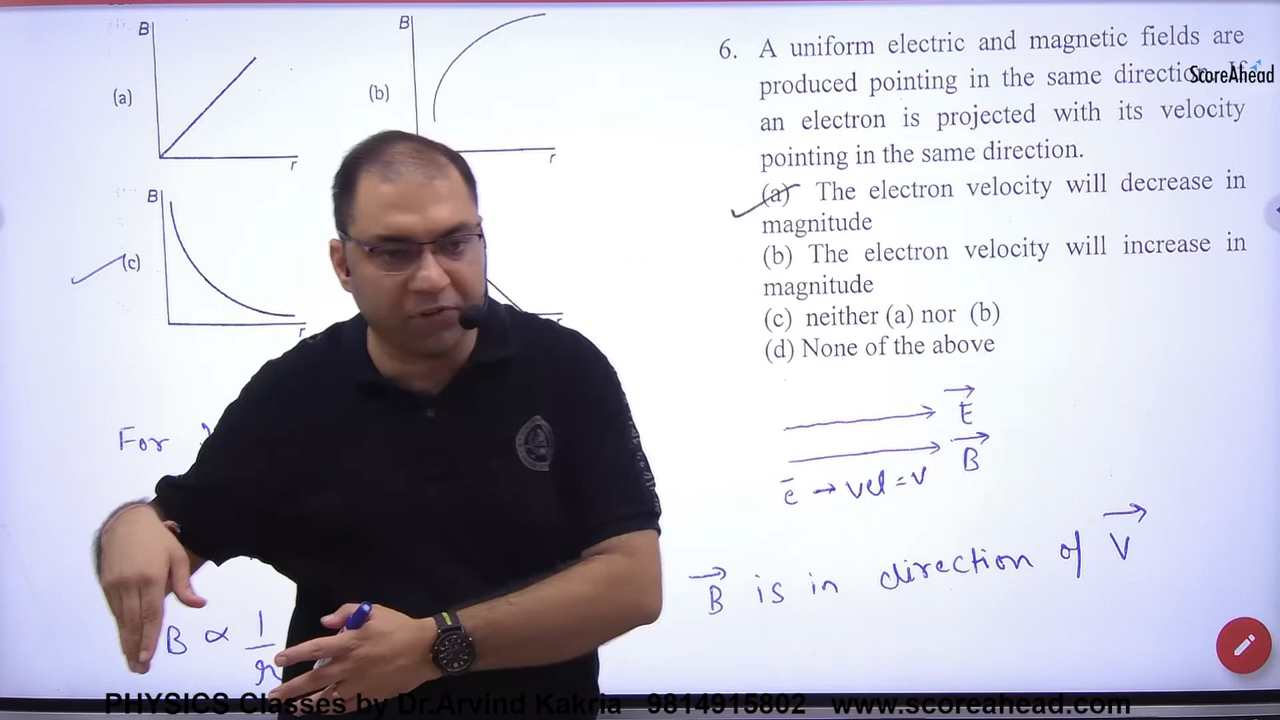 B
r
(a)
B
r
(b)
B
r
(c)
For
B ∝ 1/r
6. A uniform electric and magnetic fields are
produced pointing in the same direction. If
an electron is projected with its velocity
pointing in the same direction.
(a) The electron velocity will decrease in
magnitude
(b) The electron velocity will increase in
magnitude
(c) neither (a) nor (b)
(d) None of the above
E
B
e⁻ → vel = v
B is in direction of V
ScoreAhead
PHYSICS Classes by Dr.Arvind Kakria 9814915802 www.scoreahead.com